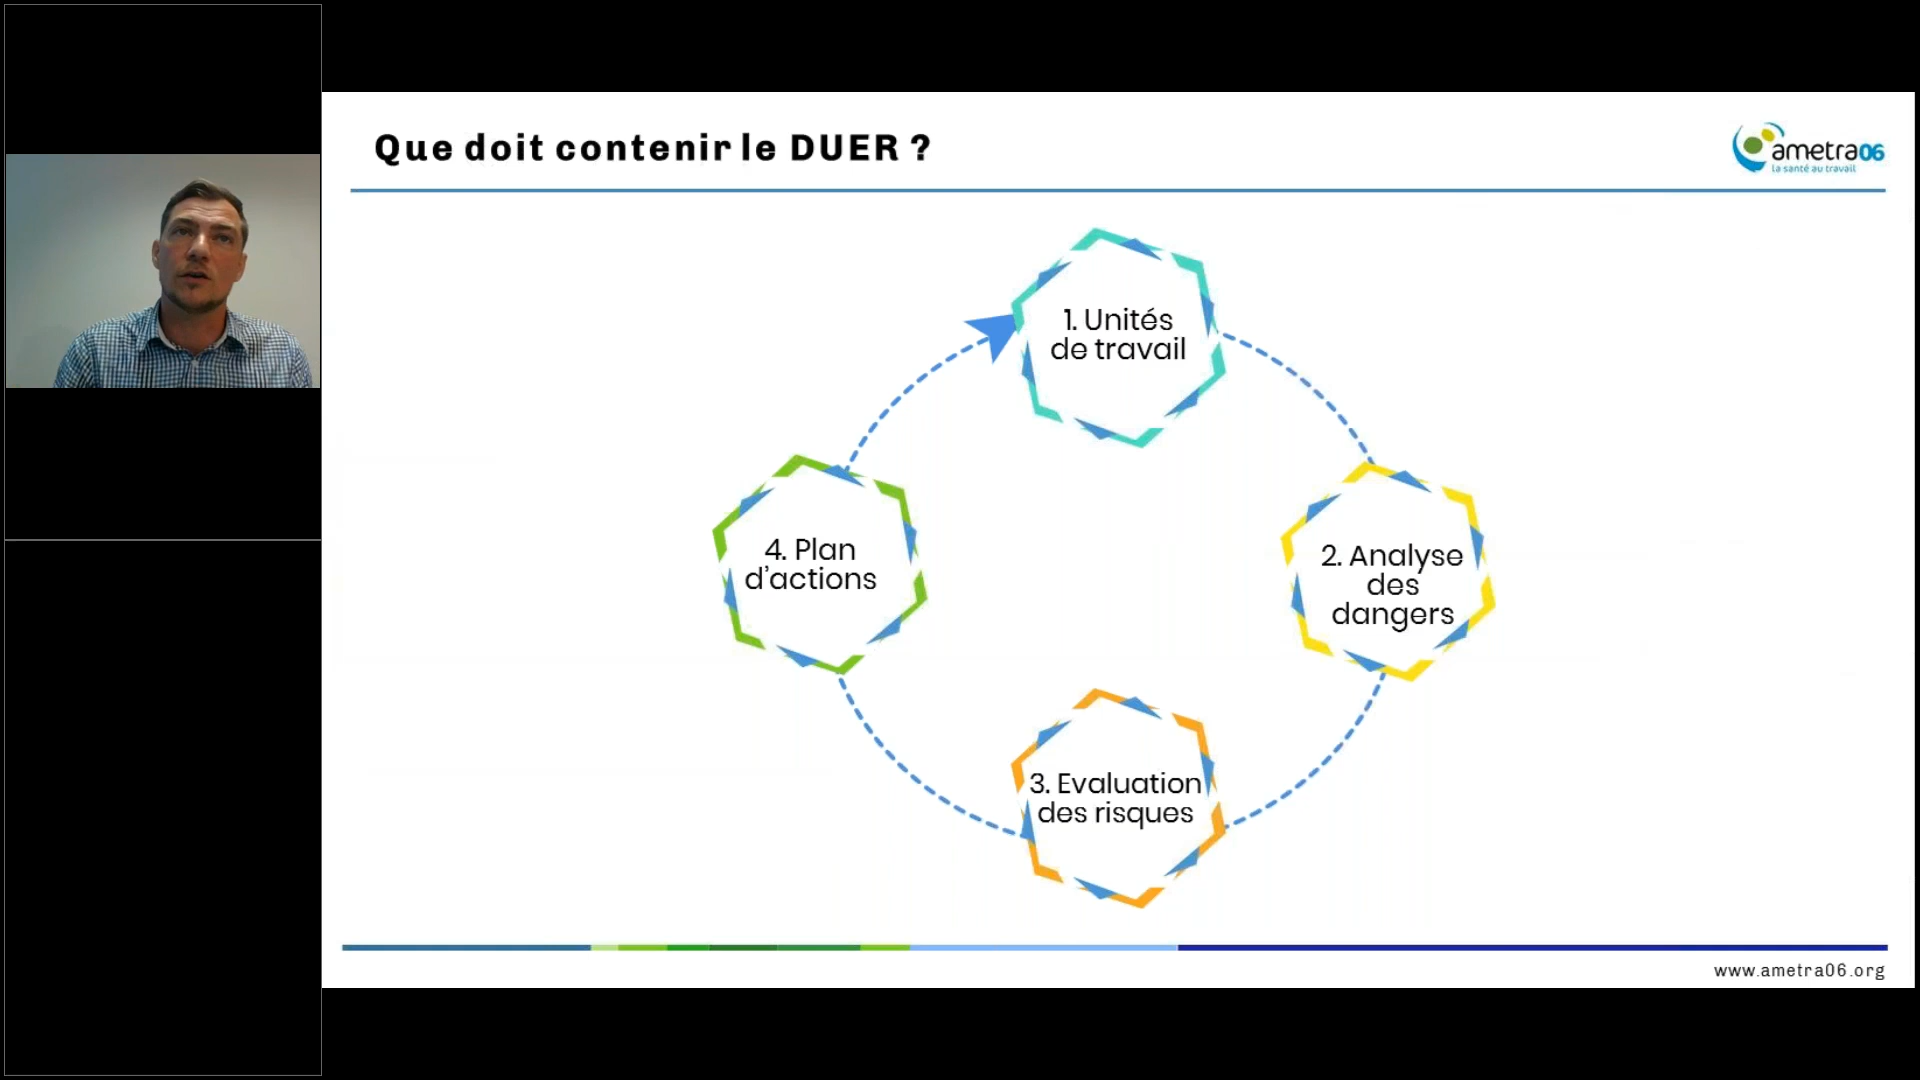 Que doit contenir le DUER ?
ametra06
la santé au travail
1. Unités
de travail
2. Analyse
des
dangers
3. Evaluation
des risques
4. Plan
d’actions
www.ametra06.org